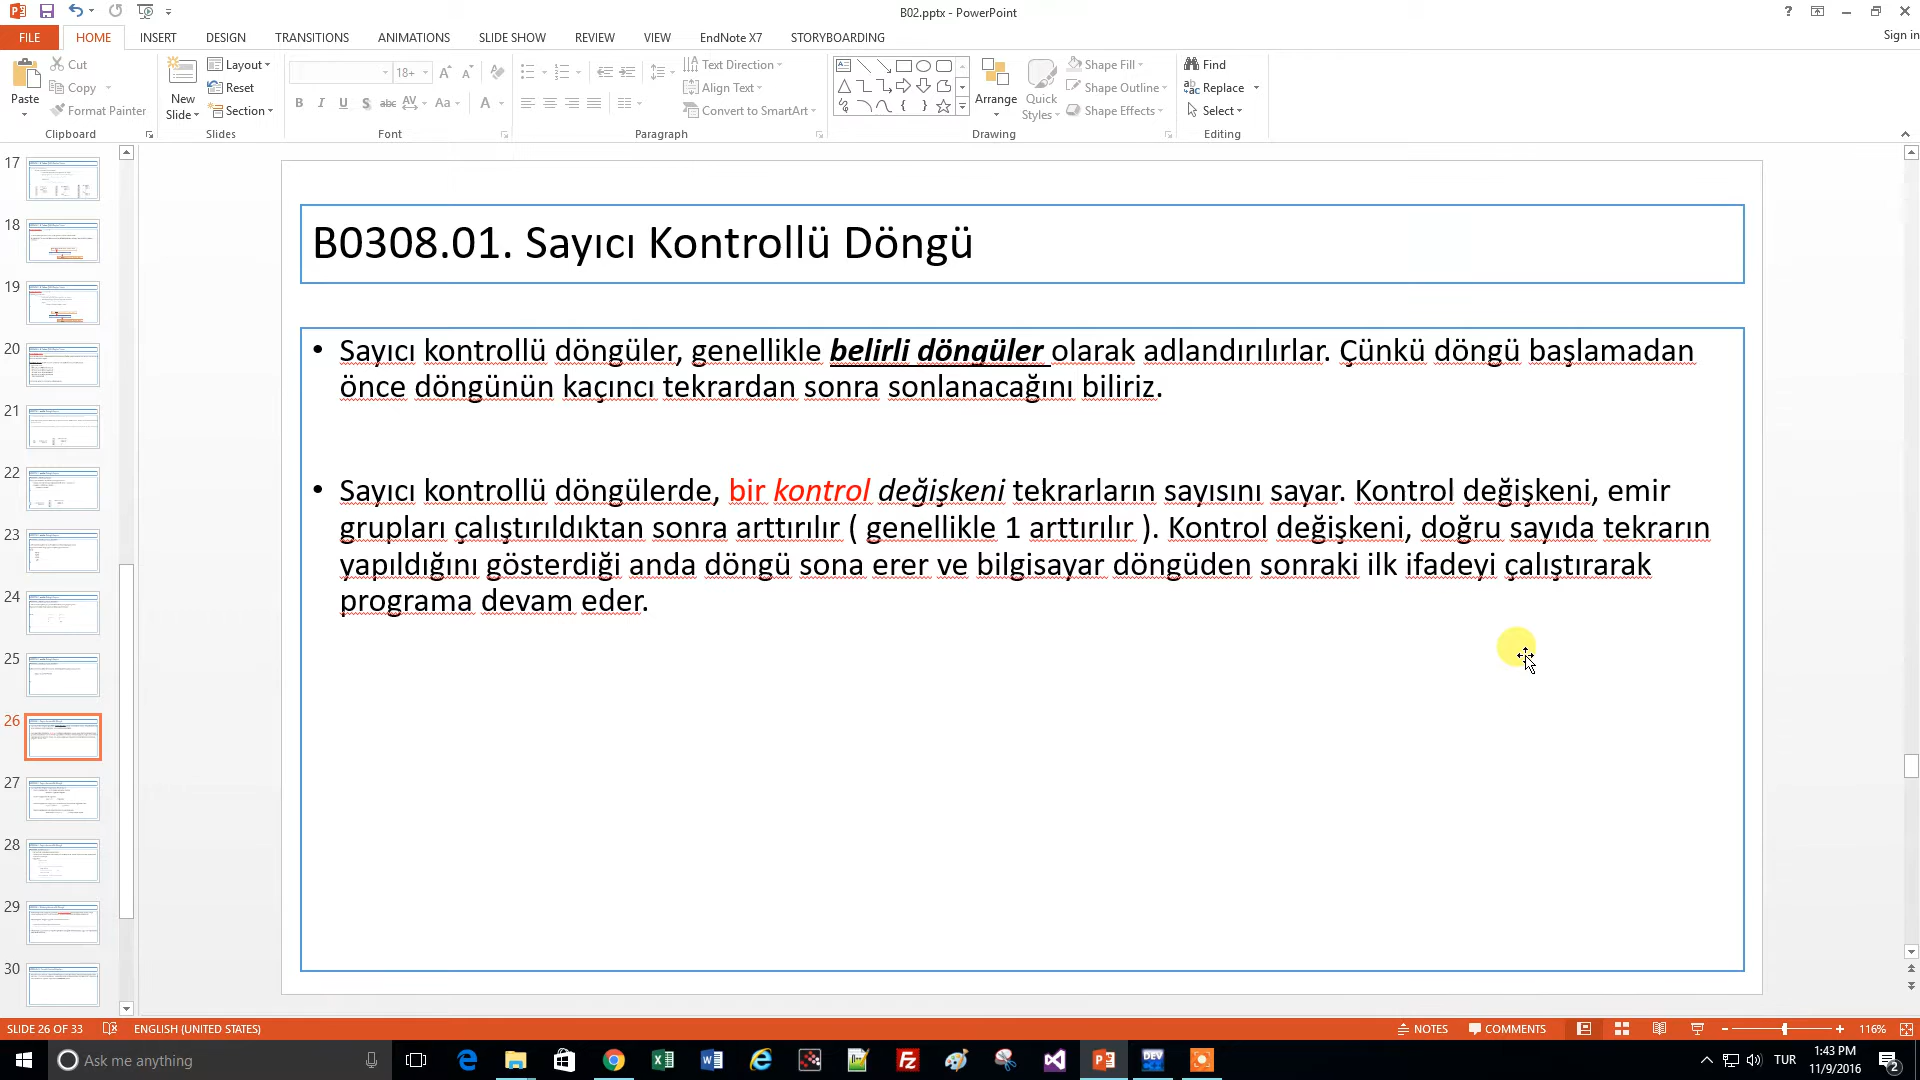 B02.pptx - PowerPoint
Sign in
FILE HOME INSERT DESIGN TRANSITIONS ANIMATIONS SLIDE SHOW REVIEW VIEW EndNote X7 STORYBOARDING
Paste
Cut
Copy
Format Painter
Clipboard
New Slide
Layout
Reset
Section
Slides
18+
Font
Text Direction
Align Text
Convert to SmartArt
Paragraph
Arrange
Quick Styles
Shape Fill
Shape Outline
Shape Effects
Drawing
Find
Replace
Select
Editing
17
18
19
20
21
22
23
24
25
26
27
28
29
30
B0308.01. Sayıcı Kontrollü Döngü
• Sayıcı kontrollü döngüler, genellikle belirli döngüler olarak adlandırılırlar. Çünkü döngü başlamadan
önce döngünün kaçıncı tekrardan sonra sonlanacağını biliriz.
• Sayıcı kontrollü döngülerde, bir kontrol değişkeni tekrarların sayısını sayar. Kontrol değişkeni, emir
grupları çalıştırıldıktan sonra arttırılır ( genellikle 1 arttırılır ). Kontrol değişkeni, doğru sayıda tekrarın
yapıldığını gösterdiği anda döngü sona erer ve bilgisayar döngüden sonraki ilk ifadeyi çalıştırarak
programa devam eder.
SLIDE 26 OF 33 ENGLISH (UNITED STATES) NOTES COMMENTS 116%
Ask me anything
TUR
1:43 PM
11/9/2016
2